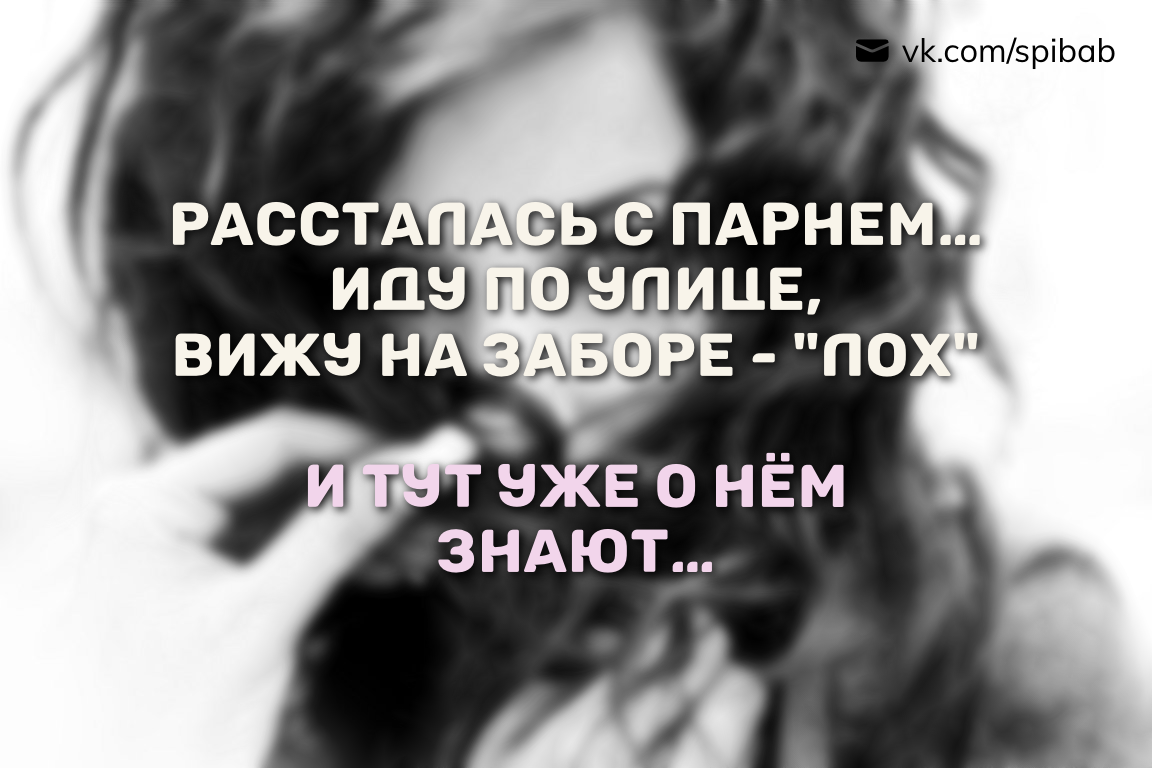 vk.com/spibab
РАССТАЛАСЬ С ПАРНЕМ...
ИДУ ПО УЛИЦЕ,
ВИЖУ НА ЗАБОРЕ - "ЛОХ"
И ТУТ УЖЕ О НЁМ
ЗНАЮТ...